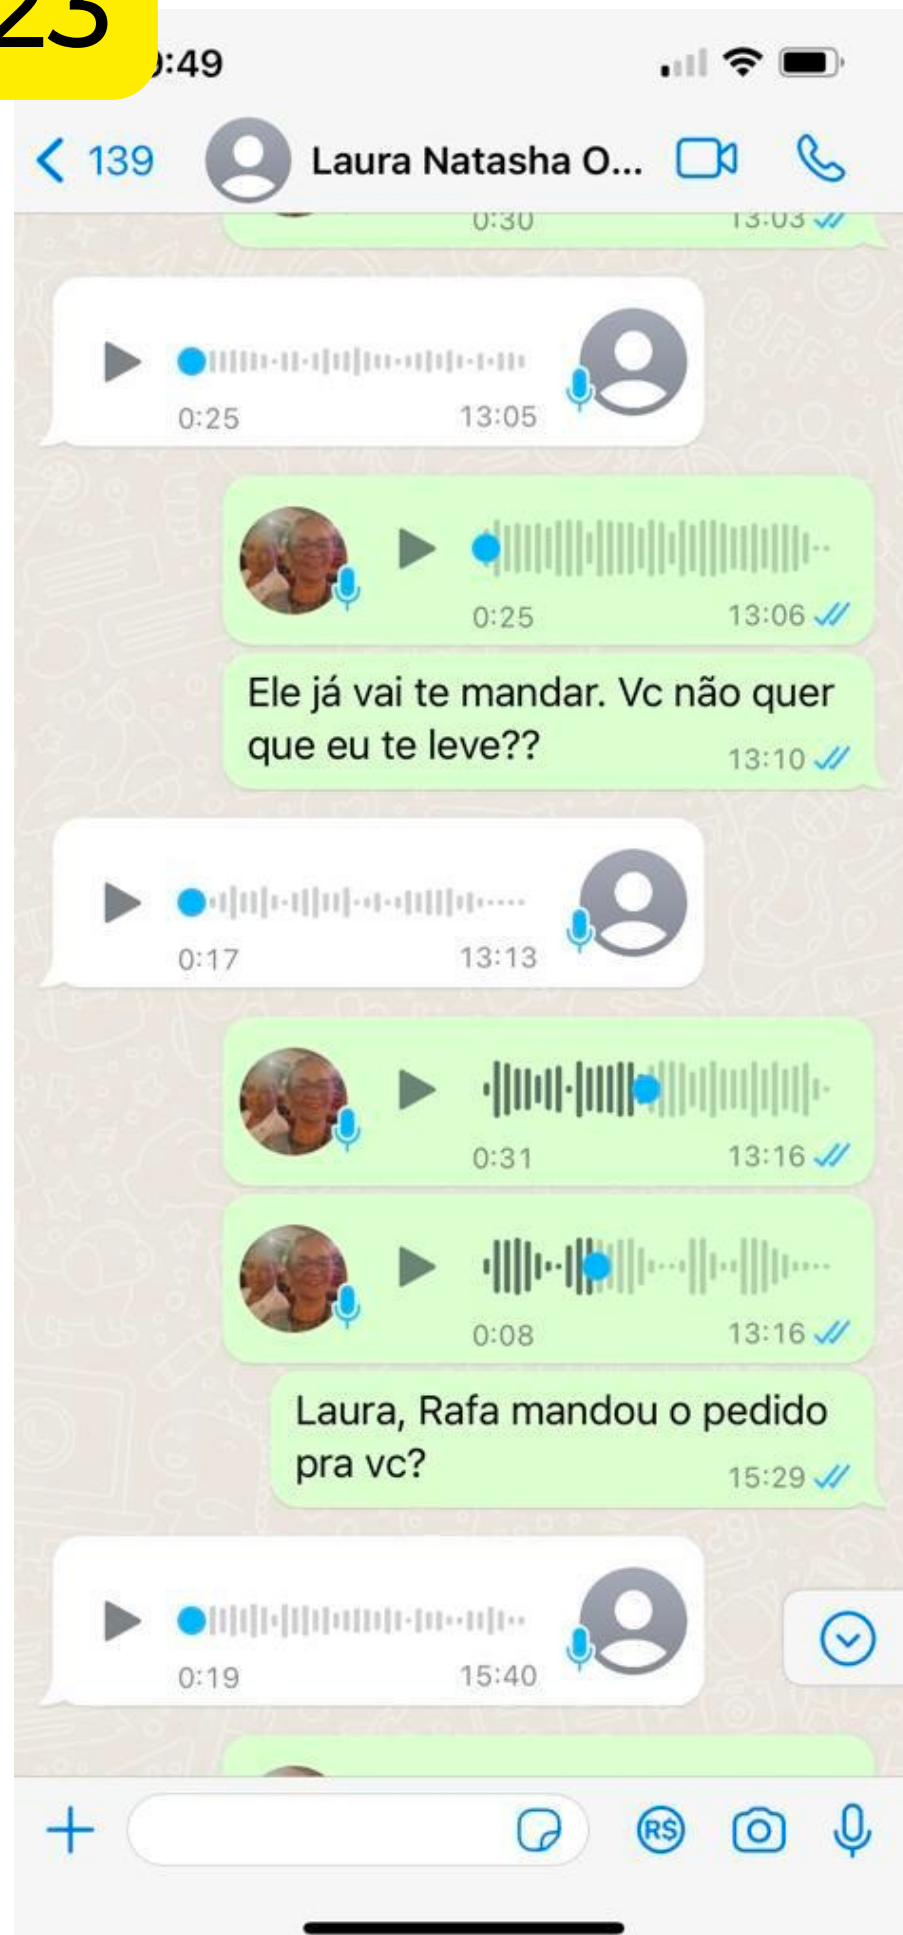 23
:49
139
Laura Natasha O...
0:30 13:03
0:25 13:05
0:25 13:06
Ele já vai te mandar. Vc não quer
que eu te leve??
13:10
0:17 13:13
0:31 13:16
0:08 13:16
Laura, Rafa mandou o pedido
pra vc?
15:29
0:19 15:40
R$